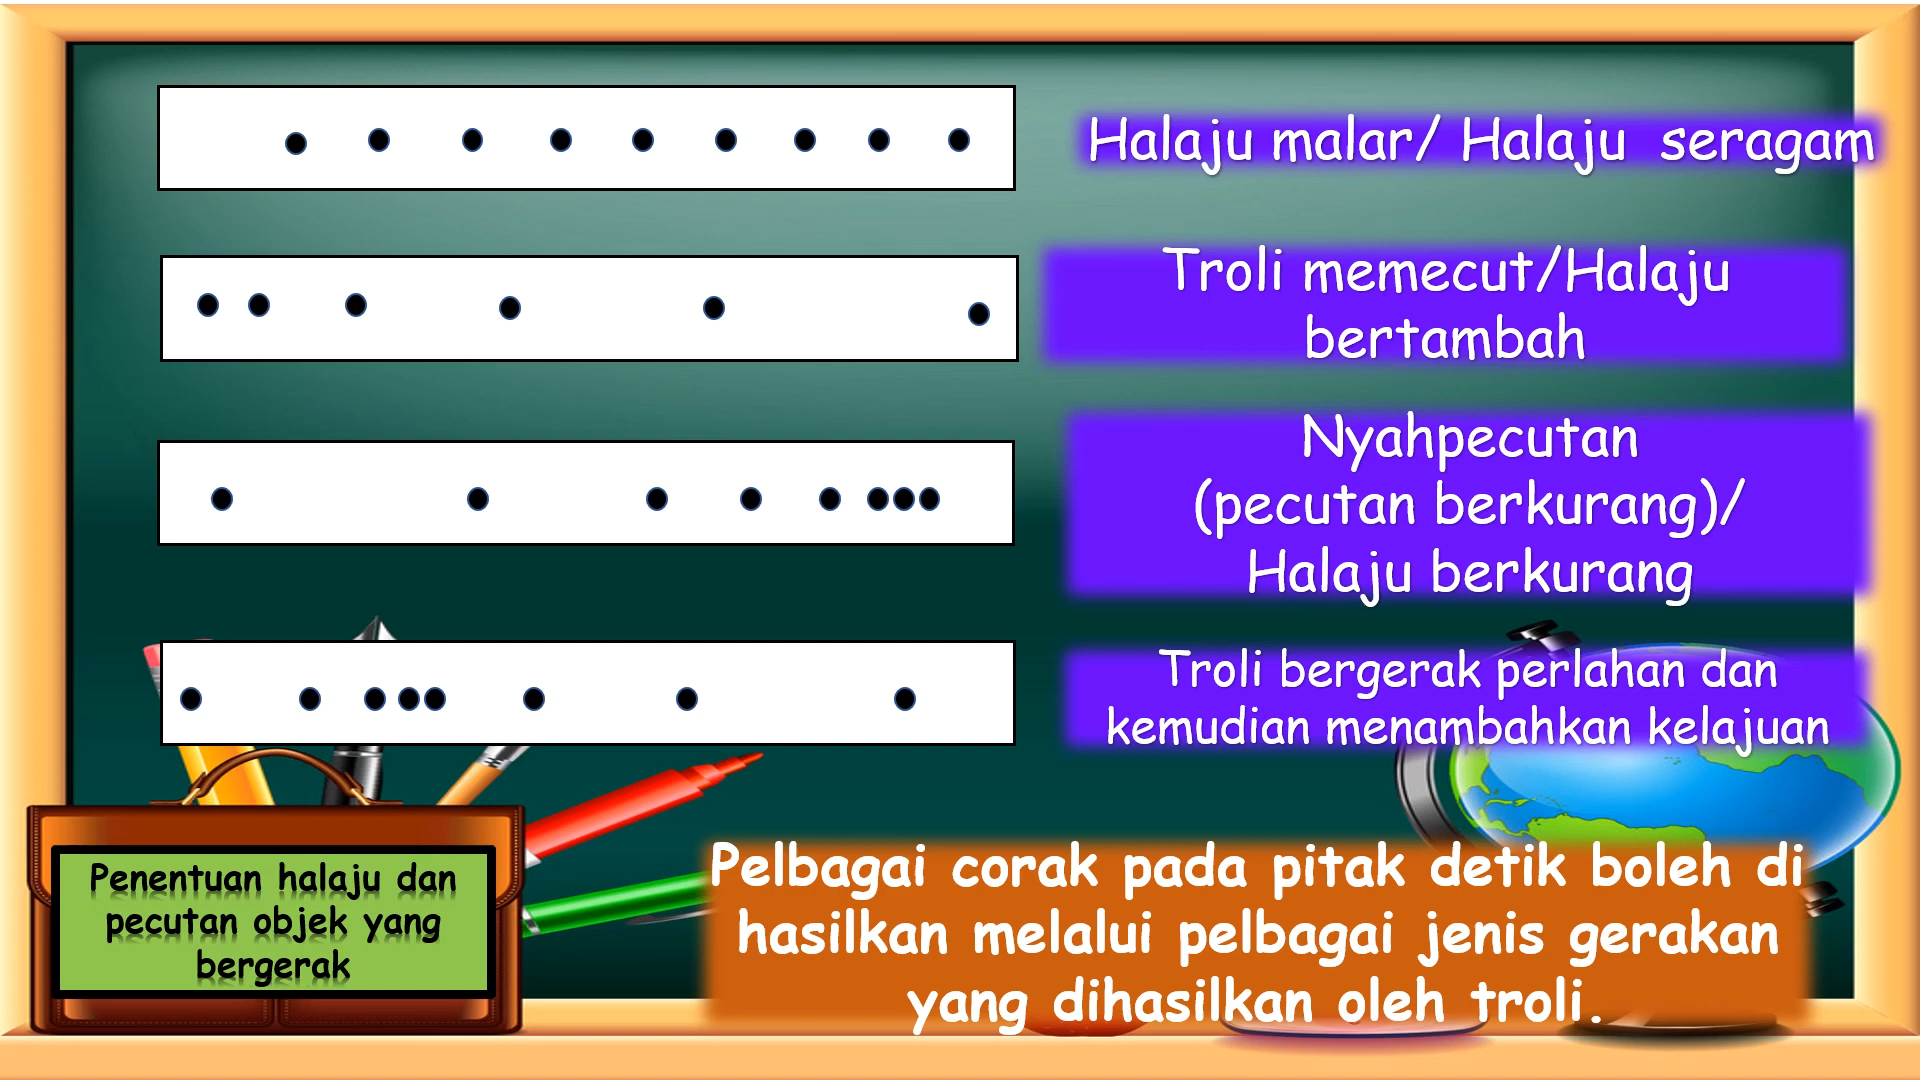 Halaju malar/ Halaju  seragam
Troli memecut/Halaju
bertambah
Nyahpecutan
(pecutan berkurang)/
Halaju berkurang
Troli bergerak perlahan dan
kemudian menambahkan kelajuan
Penentuan halaju dan
pecutan objek yang
bergerak
Pelbagai corak pada pitak detik boleh di
hasilkan melalui pelbagai jenis gerakan
yang dihasilkan oleh troli.